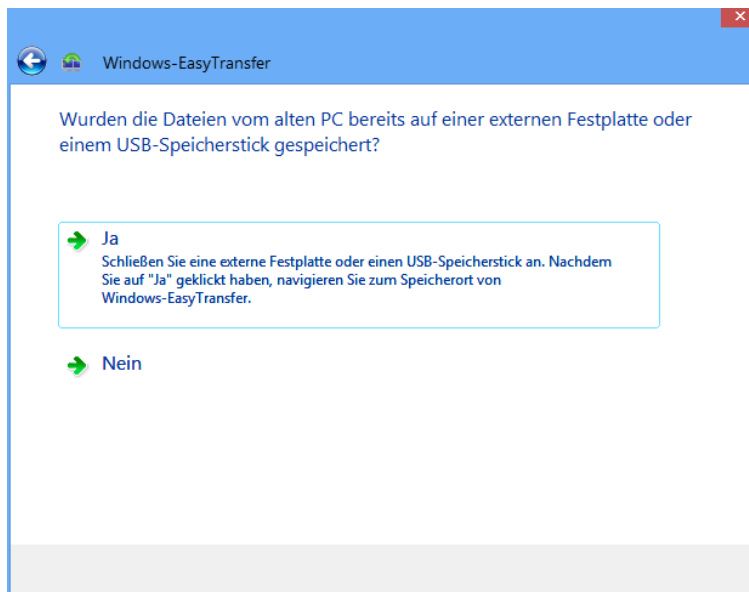 Windows-EasyTransfer
Wurden die Dateien vom alten PC bereits auf einer externen Festplatte oder
einem USB-Speicherstick gespeichert?
Ja
Schließen Sie eine externe Festplatte oder einen USB-Speicherstick an. Nachdem
Sie auf "Ja" geklickt haben, navigieren Sie zum Speicherort von
Windows-EasyTransfer.
Nein